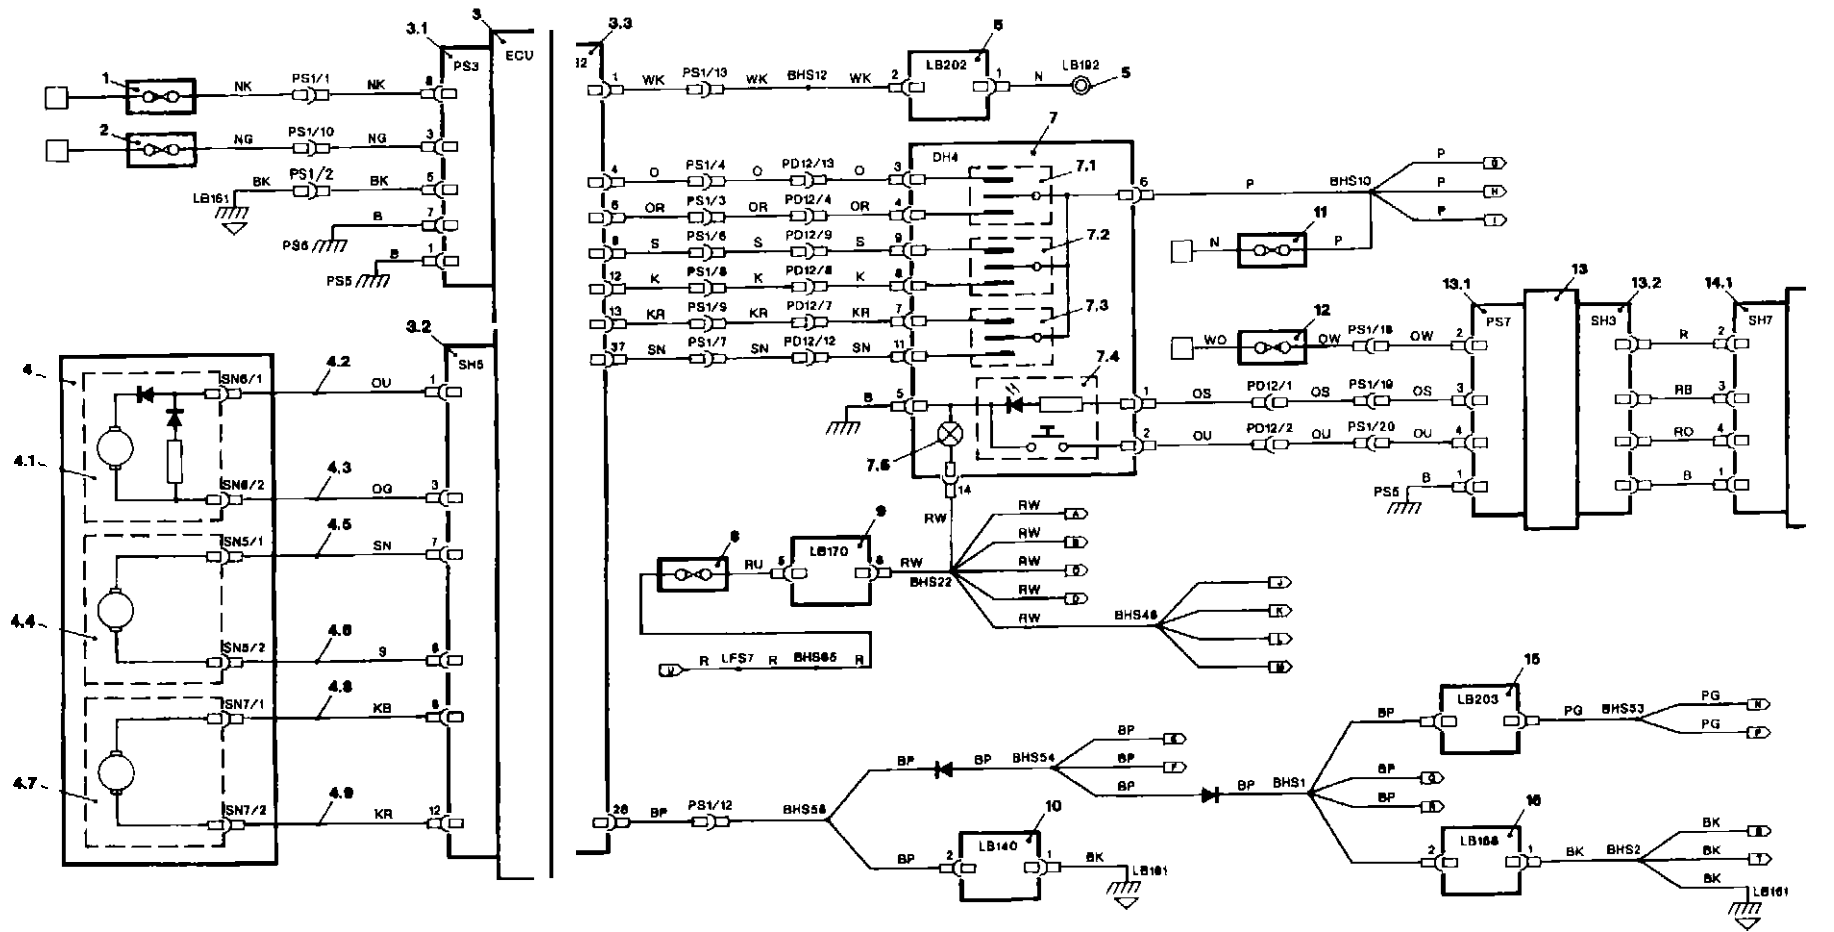 3 3.1 3.3
ECU PS3
1 NK PS1/1 NK 8
2 NG PS1/10 NG 3
LB161 BK PS1/2 BK 5
PS6 B 7
PS5 B 1
1 WK PS1/13 WK BHS12 WK 2 LB202 1 N LB192 5
7 DH4
4 O PS1/4 O PD12/13 O 3 7.1
6 OR PS1/3 OR PD12/4 OR 4
S PS1/6 S PD12/9 S 9 7.2
12 K PS1/8 K PD12/8 K
13 KR PS1/9 KR PD12/7 KR 7 7.3
37 SN PS1/7 SN PD12/12 SN 11
7.4
B 5
7.5
14
6 P BHS10
P
P
P
11
N P
12
WO OW PS1/18 OW 2
1 OS PD12/1 OS PS1/19 OS 3
2 OU PD12/2 OU PS1/20 OU 4
PS5 B 1
13 13.1 13.2 14.1
PS7 SH3 SH7
R 2
RB 3
RO 4
B 1
3.2
SH5
4
4.1
SN6/1 4.2 OU 1
SN6/2 4.3 OG 3
4.4
SN5/1 4.5 SN 7
SN5/2 4.6 S
4.7
SN7/1 4.8 KB
SN7/2 4.9 KR 12
8 RU 5 LB170 9 RW BHS22
RW
RW A
RW
RW
RW D
RW BHS46
J
K
L
M
R LFS7 R BHS65 R
28 BP PS1/12 BHS58
BP BP BHS54
BP
BP F
BP BP BHS1
BP 2 LB140 10 1 BK LB161
BP LB203 15 PG BHS53
PG N
PG P
BP
BP
2 LB168 16 1 BK BHS2
BK
BK T
BK LB161